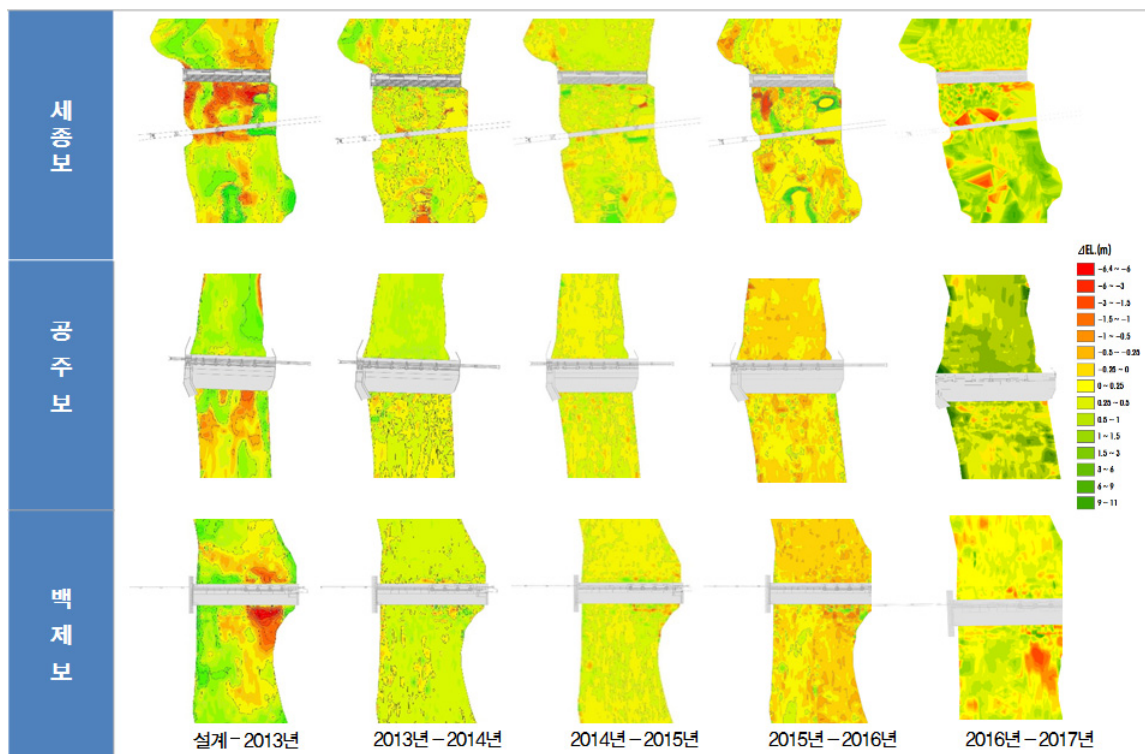 세종보
공주보
백제보
⊿EL.(m)
-6.4 ~ -6
-6 ~ -3
-3 ~ -1.5
-1.5 ~ -1
-1 ~ -0.5
-0.5 ~ -0.25
-0.25 ~ 0
0 ~ 0.25
0.25 ~ 0.5
0.5 ~ 1
1 ~ 1.5
1.5 ~ 3
3 ~ 6
6 ~ 9
9 ~ 11
설계-2013년
2013년-2014년
2014년-2015년
2015년-2016년
2016년-2017년